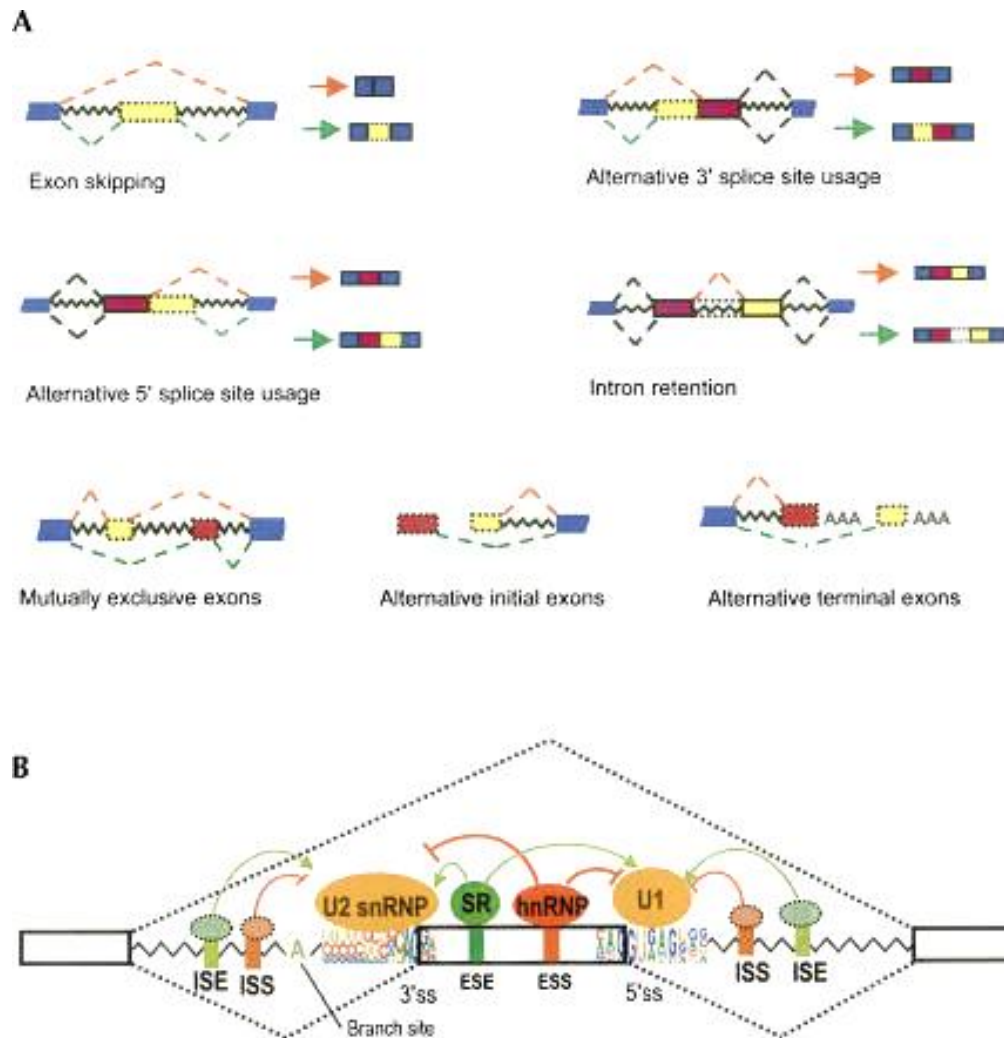 A
Exon skipping
Alternative 3' splice site usage
Alternative 5' splice site usage
Intron retention
AAA
AAA
Mutually exclusive exons
Alternative initial exons
Alternative terminal exons
B
U2 snRNP
SR
hnRNP
U1
A
ISE
ISS
ESE
ESS
ISS
ISE
3'ss
5'ss
Branch site